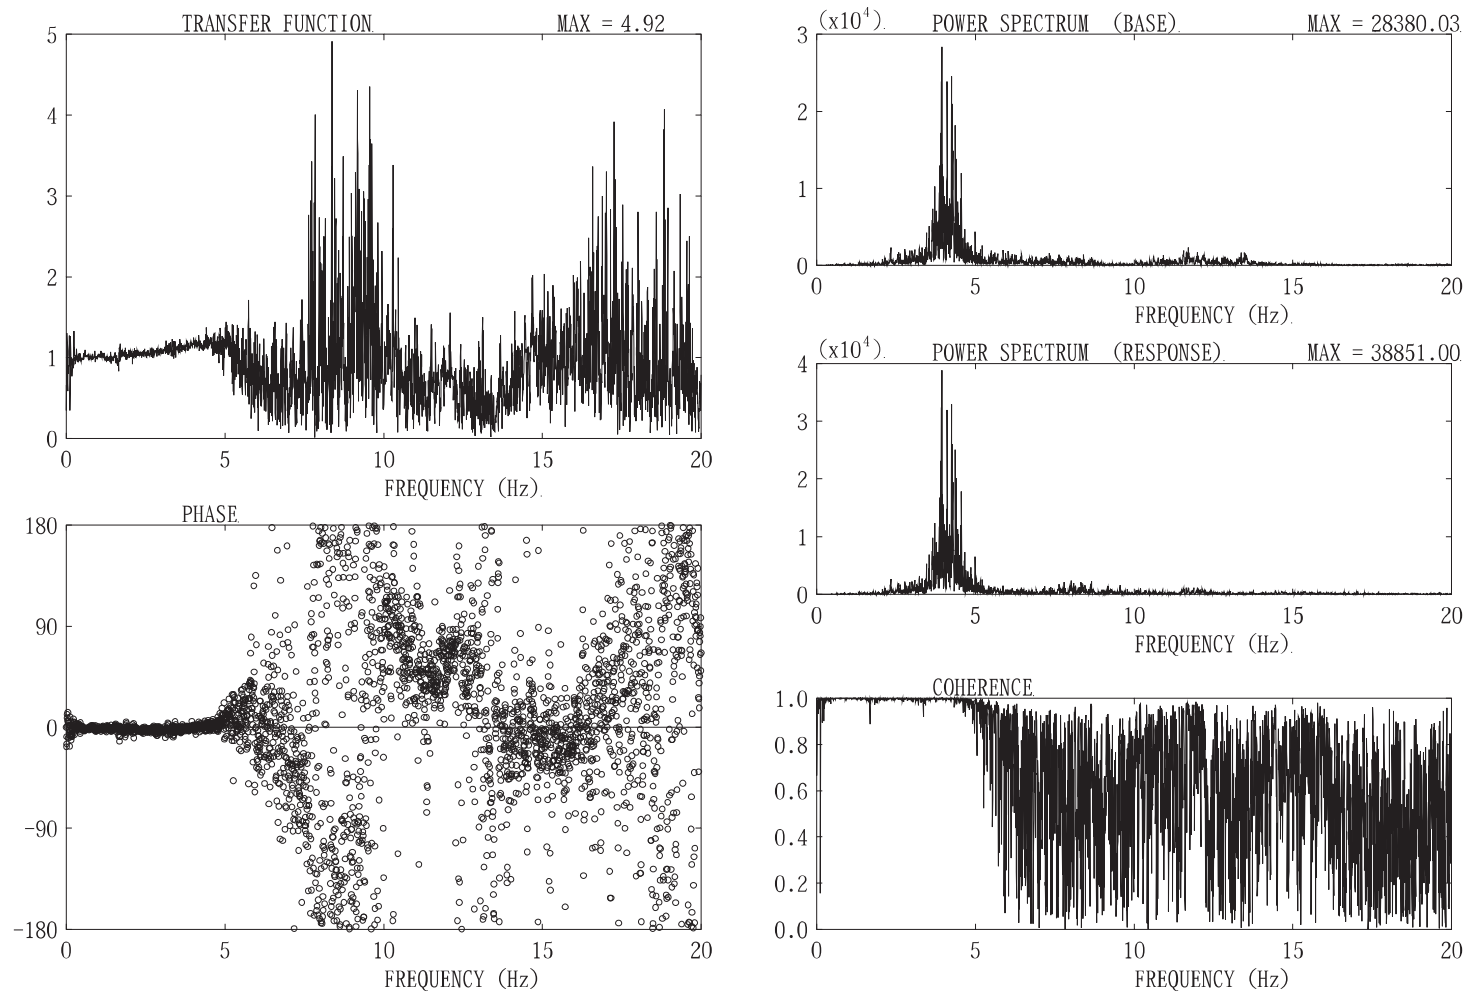 TRANSFER FUNCTION. MAX = 4.92
5
4
3
2
1
0
0 5 10 15 20
FREQUENCY (Hz).
PHASE.
180
90
0
-90
-180
0 5 10 15 20
FREQUENCY (Hz)
(x10⁴). POWER SPECTRUM (BASE). MAX = 28380.03.
3
2
1
0
0 5 10 15 20
FREQUENCY (Hz).
(x10⁴). POWER SPECTRUM (RESPONSE). MAX = 38851.00.
4
3
2
1
0
0 5 10 15 20
FREQUENCY (Hz).
COHERENCE.
1.0
0.8
0.6
0.4
0.2
0.0
0 5 10 15 20
FREQUENCY (Hz)